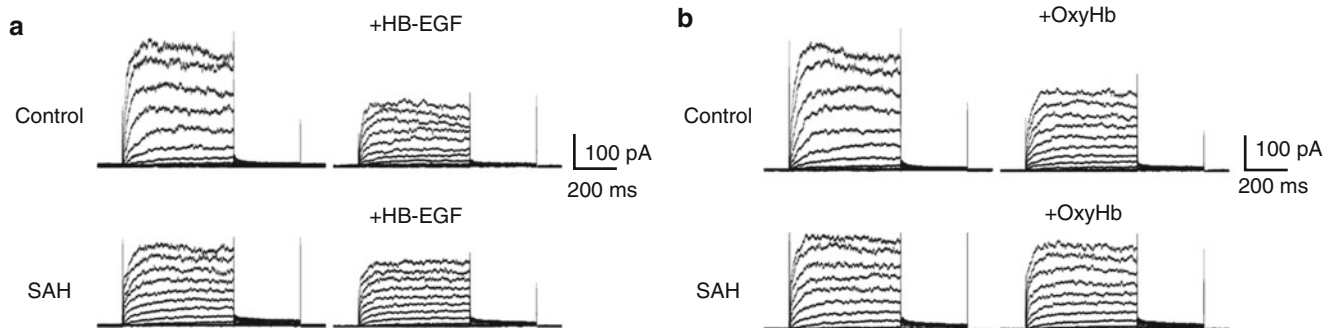 a
+HB-EGF
Control
100 pA
200 ms
+HB-EGF
SAH
b
+OxyHb
Control
100 pA
200 ms
+OxyHb
SAH